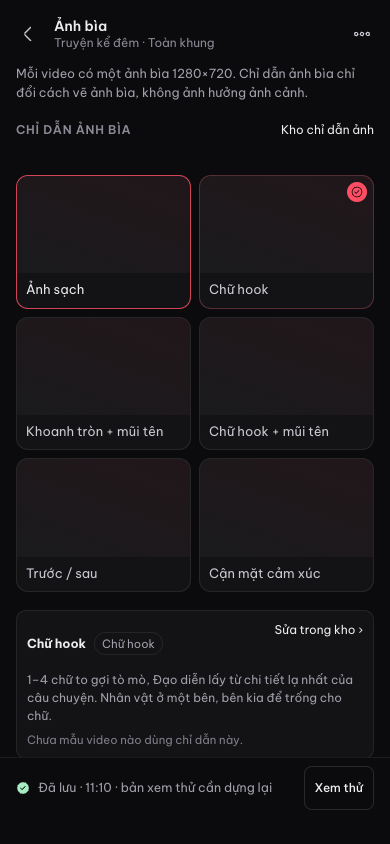 Ảnh bìa
Truyện kể đêm · Toàn khung
Mỗi video có một ảnh bìa 1280×720. Chỉ dẫn ảnh bìa chỉ
đổi cách vẽ ảnh bìa, không ảnh hưởng ảnh cảnh.
CHỈ DẪN ẢNH BÌA
Kho chỉ dẫn ảnh
Ảnh sạch
Chữ hook
Khoanh tròn + mũi tên
Chữ hook + mũi tên
Trước / sau
Cận mặt cảm xúc
Sửa trong kho ›
Chữ hook
Chữ hook
1–4 chữ to gợi tò mò, Đạo diễn lấy từ chi tiết lạ nhất của
câu chuyện. Nhân vật ở một bên, bên kia để trống cho
chữ.
Chưa mẫu video nào dùng chỉ dẫn này.
Đã lưu · 11:10 · bản xem thử cần dựng lại
Xem thử